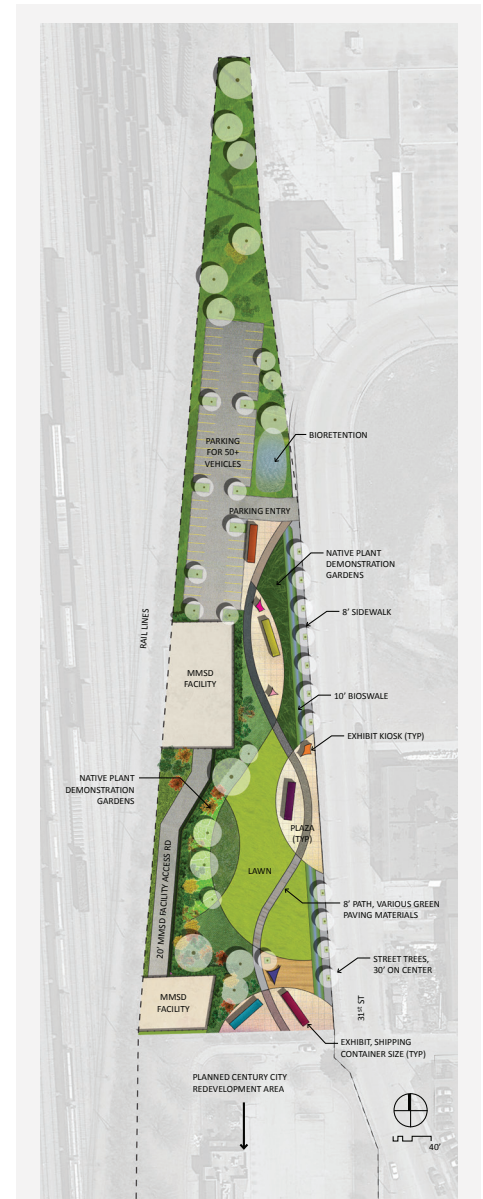 BIORETENTION
PARKING
FOR 50+
VEHICLES
PARKING ENTRY
NATIVE PLANT
DEMONSTRATION
GARDENS
8' SIDEWALK
RAIL LINES
MMSD
FACILITY
10' BIOSWALE
EXHIBIT KIOSK (TYP)
NATIVE PLANT
DEMONSTRATION
GARDENS
PLAZA
(TYP)
20' MMSD FACILITY ACCESS RD
LAWN
8' PATH, VARIOUS GREEN
PAVING MATERIALS
STREET TREES,
30' ON CENTER
MMSD
FACILITY
31ST ST
EXHIBIT, SHIPPING
CONTAINER SIZE (TYP)
PLANNED CENTURY CITY
REDEVELOPMENT AREA
40'